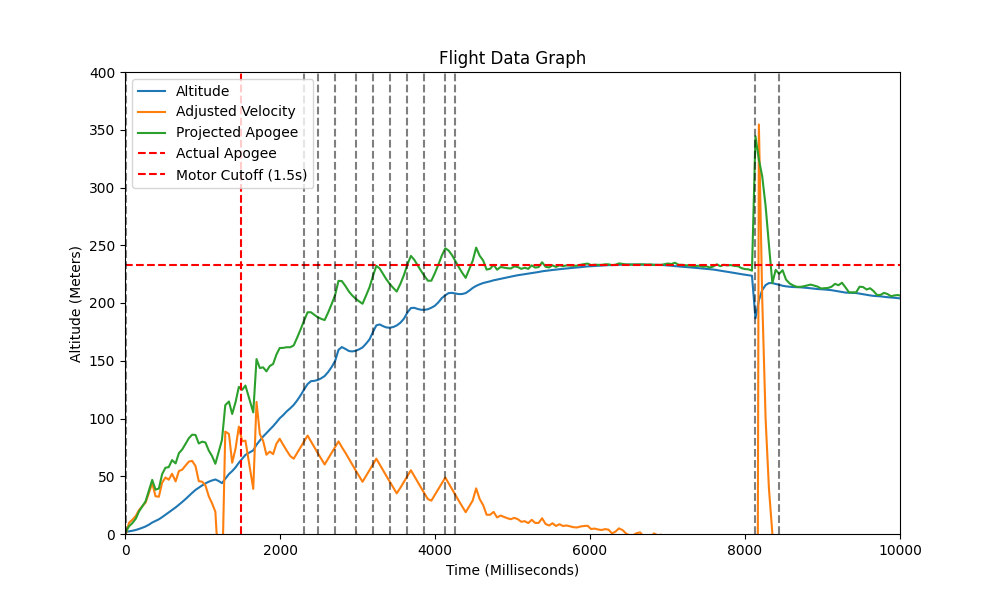 Flight Data Graph
400
350
300
250
200
150
100
50
0
Altitude (Meters)
Altitude
Adjusted Velocity
Projected Apogee
Actual Apogee
Motor Cutoff (1.5s)
0
2000
4000
6000
8000
10000
Time (Milliseconds)